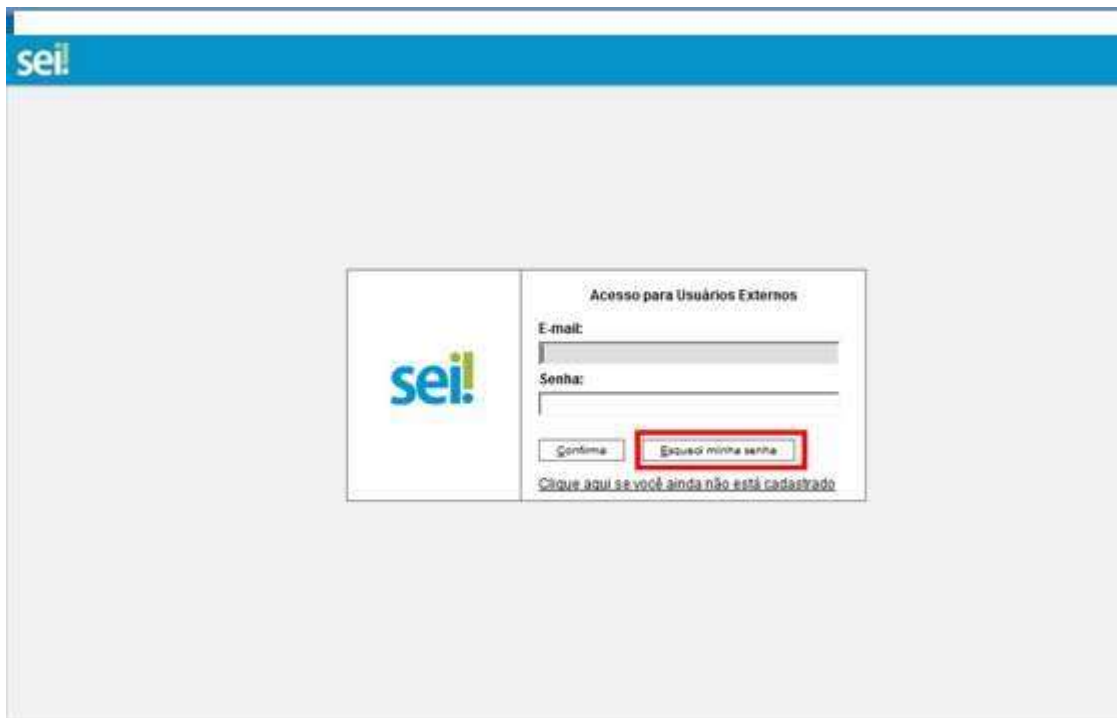 sei!
Acesso para Usuários Externos
E-mail:
sei!
Senha:
Confirma Esqueci minha senha
Clique aqui se você ainda não está cadastrado